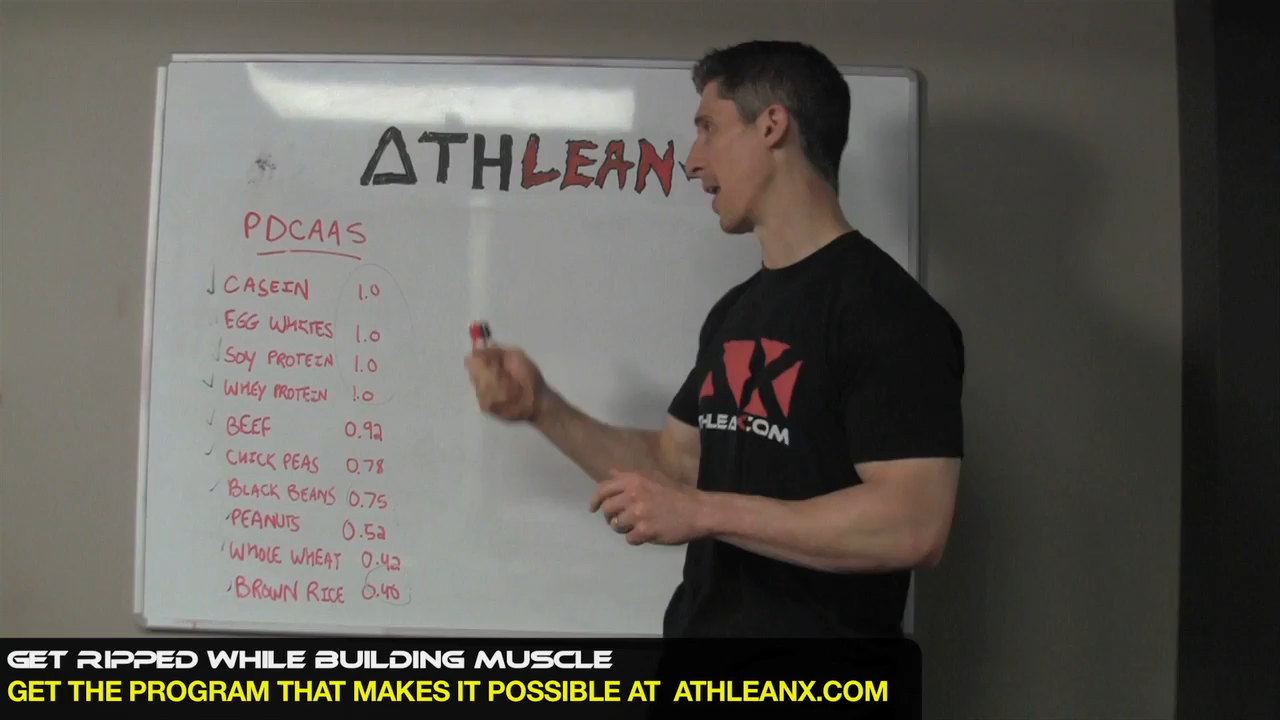 ATHLEAN
PDCAAS
CASEIN 1.0
EGG WHITES 1.0
SOY PROTEIN 1.0
WHEY PROTEIN 1.0
BEEF 0.92
CHICK PEAS 0.78
BLACK BEANS 0.75
PEANUTS 0.52
WHOLE WHEAT 0.42
BROWN RICE 0.40
AX
THLEANX.COM
GET RIPPED WHILE BUILDING MUSCLE
GET THE PROGRAM THAT MAKES IT POSSIBLE AT ATHLEANX.COM